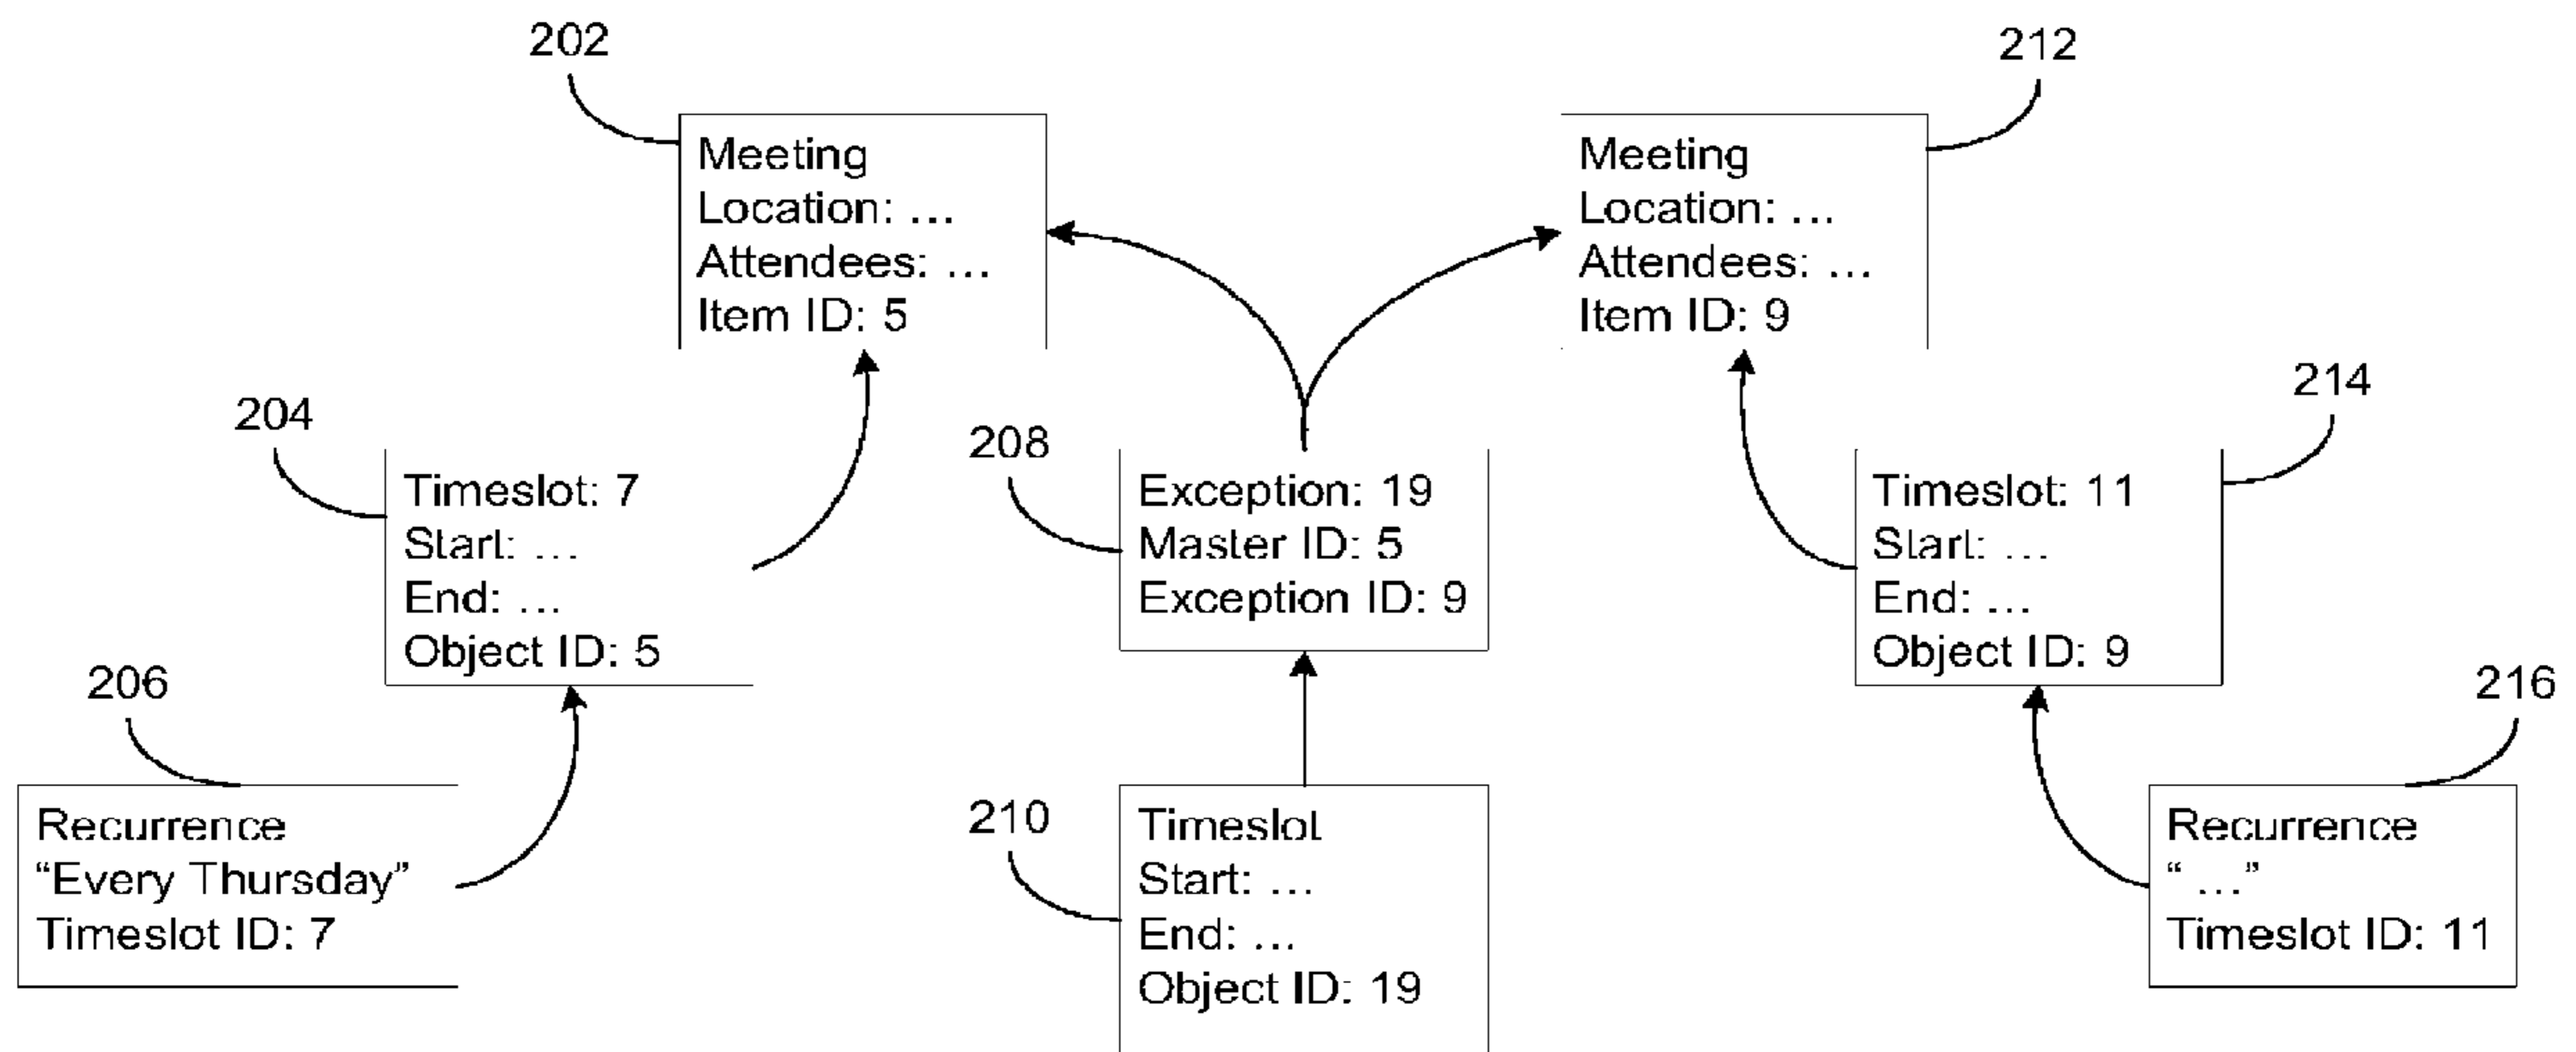 202
212
Meeting
Location: ...
Attendees: ...
Item ID: 5
Meeting
Location: ...
Attendees: ...
Item ID: 9
204
208
214
Timeslot: 7
Start: ...
End: ...
Object ID: 5
Exception: 19
Master ID: 5
Exception ID: 9
Timeslot: 11
Start: ...
End: ...
Object ID: 9
206
210
216
Recurrence
“Every Thursday”
Timeslot ID: 7
Timeslot
Start: ...
End: ...
Object ID: 19
Recurrence
“ ...”
Timeslot ID: 11